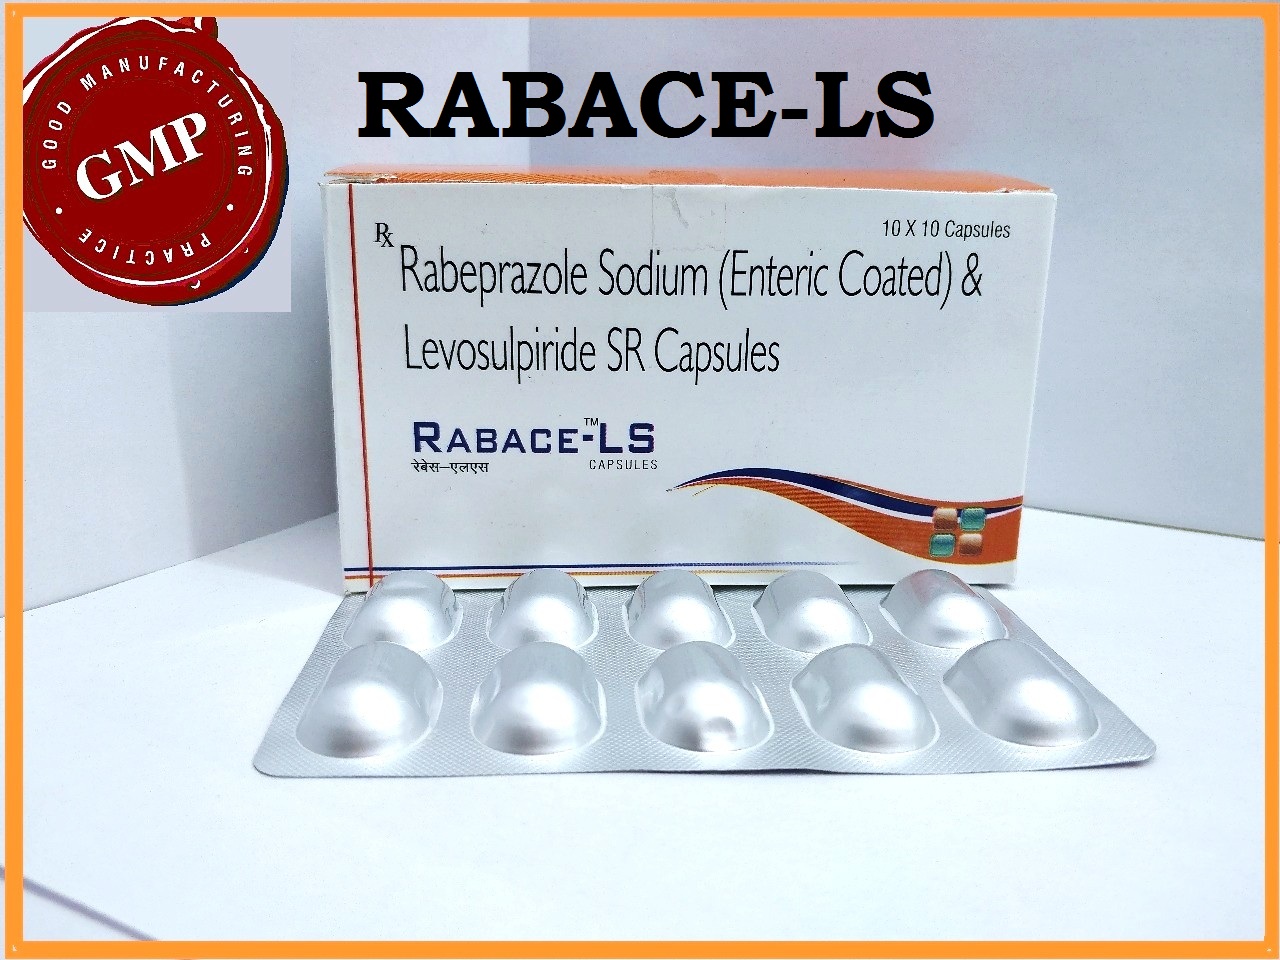 GOOD MANUFACTURING
GMP
PRACTICE
RABACE-LS
10 X 10 Capsules
Rx
Rabeprazole Sodium (Enteric Coated) &
Levosulpiride SR Capsules
RABACE-LS™
रेबेस–एलएस
CAPSULES